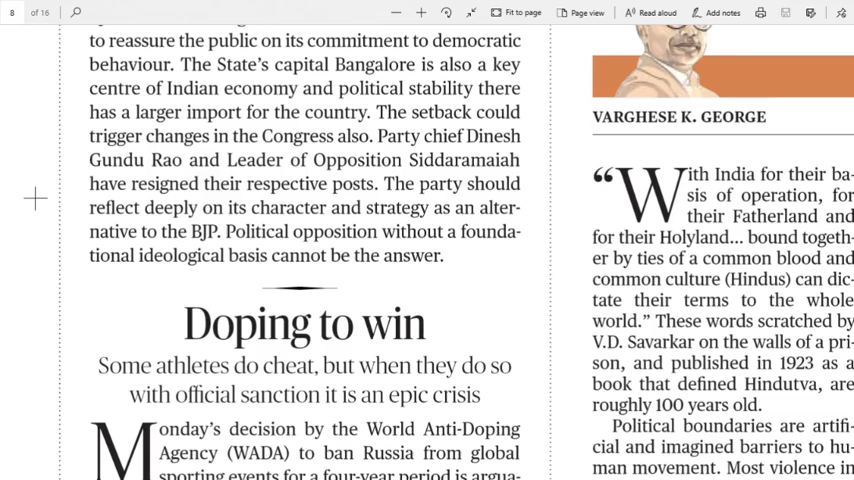 8 of 16
Fit to page
Page view
Read aloud
Add notes
to reassure the public on its commitment to democratic
behaviour. The State's capital Bangalore is also a key
centre of Indian economy and political stability there
has a larger import for the country. The setback could
trigger changes in the Congress also. Party chief Dinesh
Gundu Rao and Leader of Opposition Siddaramaiah
have resigned their respective posts. The party should
reflect deeply on its character and strategy as an alter-
native to the BJP. Political opposition without a founda-
tional ideological basis cannot be the answer.
Doping to win
Some athletes do cheat, but when they do so
with official sanction it is an epic crisis
Monday's decision by the World Anti-Doping
Agency (WADA) to ban Russia from global
sporting events for a four-year period is argua-
VARGHESE K. GEORGE
“With India for their ba-
sis of operation, for
their Fatherland and
for their Holyland... bound togeth-
er by ties of a common blood and
common culture (Hindus) can dic-
tate their terms to the whole
world.” These words scratched by
V.D. Savarkar on the walls of a pri-
son, and published in 1923 as a
book that defined Hindutva, are
roughly 100 years old.
Political boundaries are artifi-
cial and imagined barriers to hu-
man movement. Most violence in